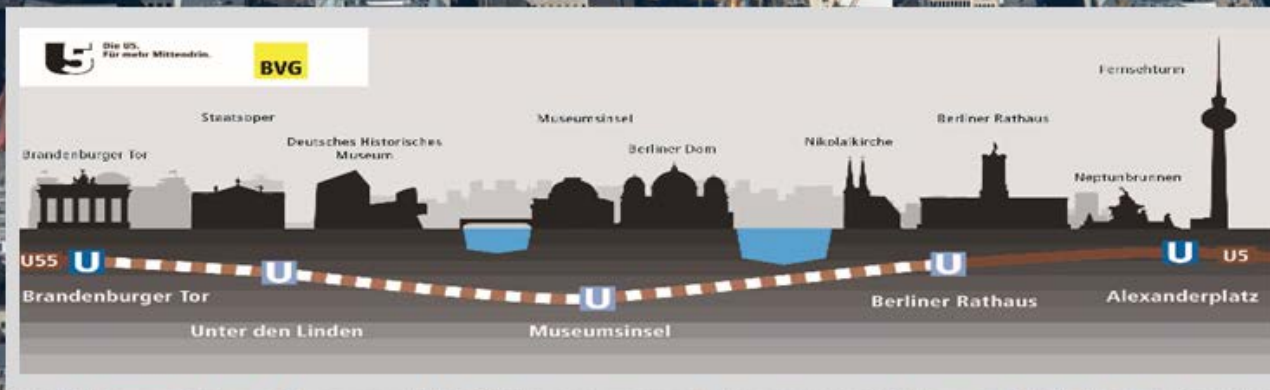 U5
Die U5.
Für mehr Mittendrin.
BVG
Fernsehturm
Staatsoper
Museumsinsel
Berliner Rathaus
Deutsches Historisches
Museum
Nikolaikirche
Berliner Dom
Brandenburger Tor
Neptunbrunnen
U55 U
U
U
U
U U5
Brandenburger Tor
Berliner Rathaus
Alexanderplatz
Unter den Linden
Museumsinsel